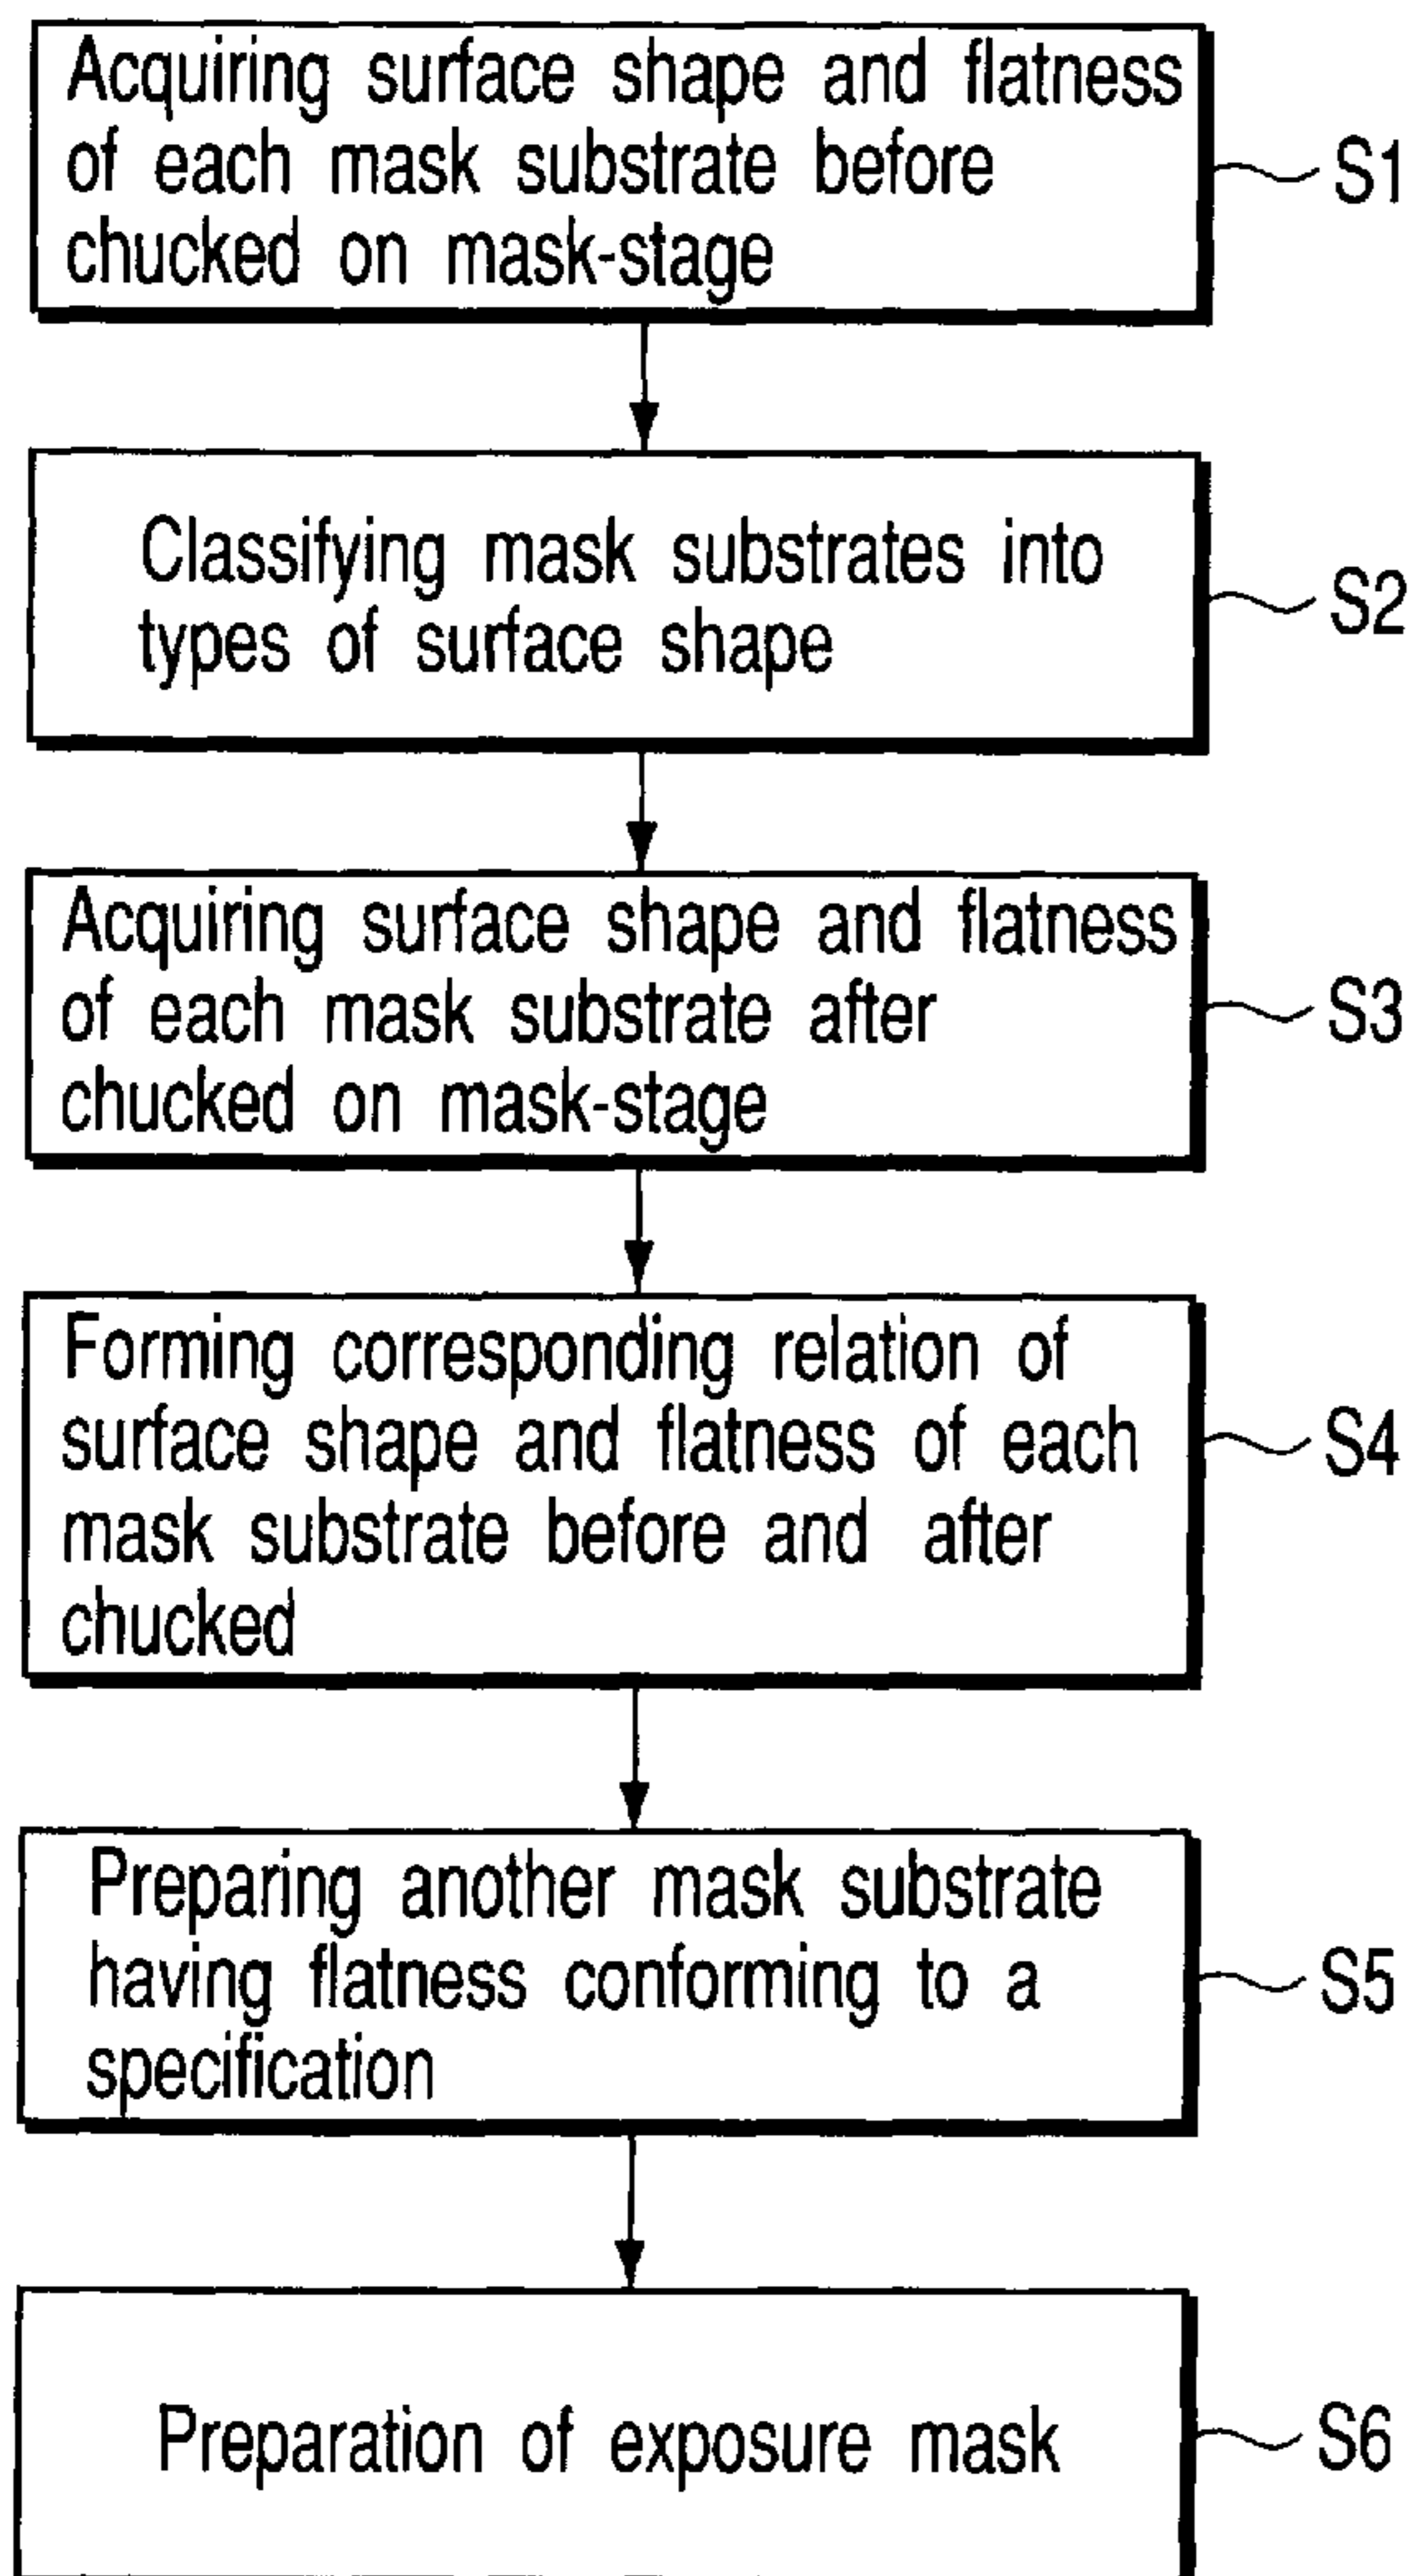 Acquiring surface shape and flatness
of each mask substrate before
chucked on mask-stage
S1
Classifying mask substrates into
types of surface shape
S2
Acquiring surface shape and flatness
of each mask substrate after
chucked on mask-stage
S3
Forming corresponding relation of
surface shape and flatness of each
mask substrate before and after
chucked
S4
Preparing another mask substrate
having flatness conforming to a
specification
S5
Preparation of exposure mask
S6